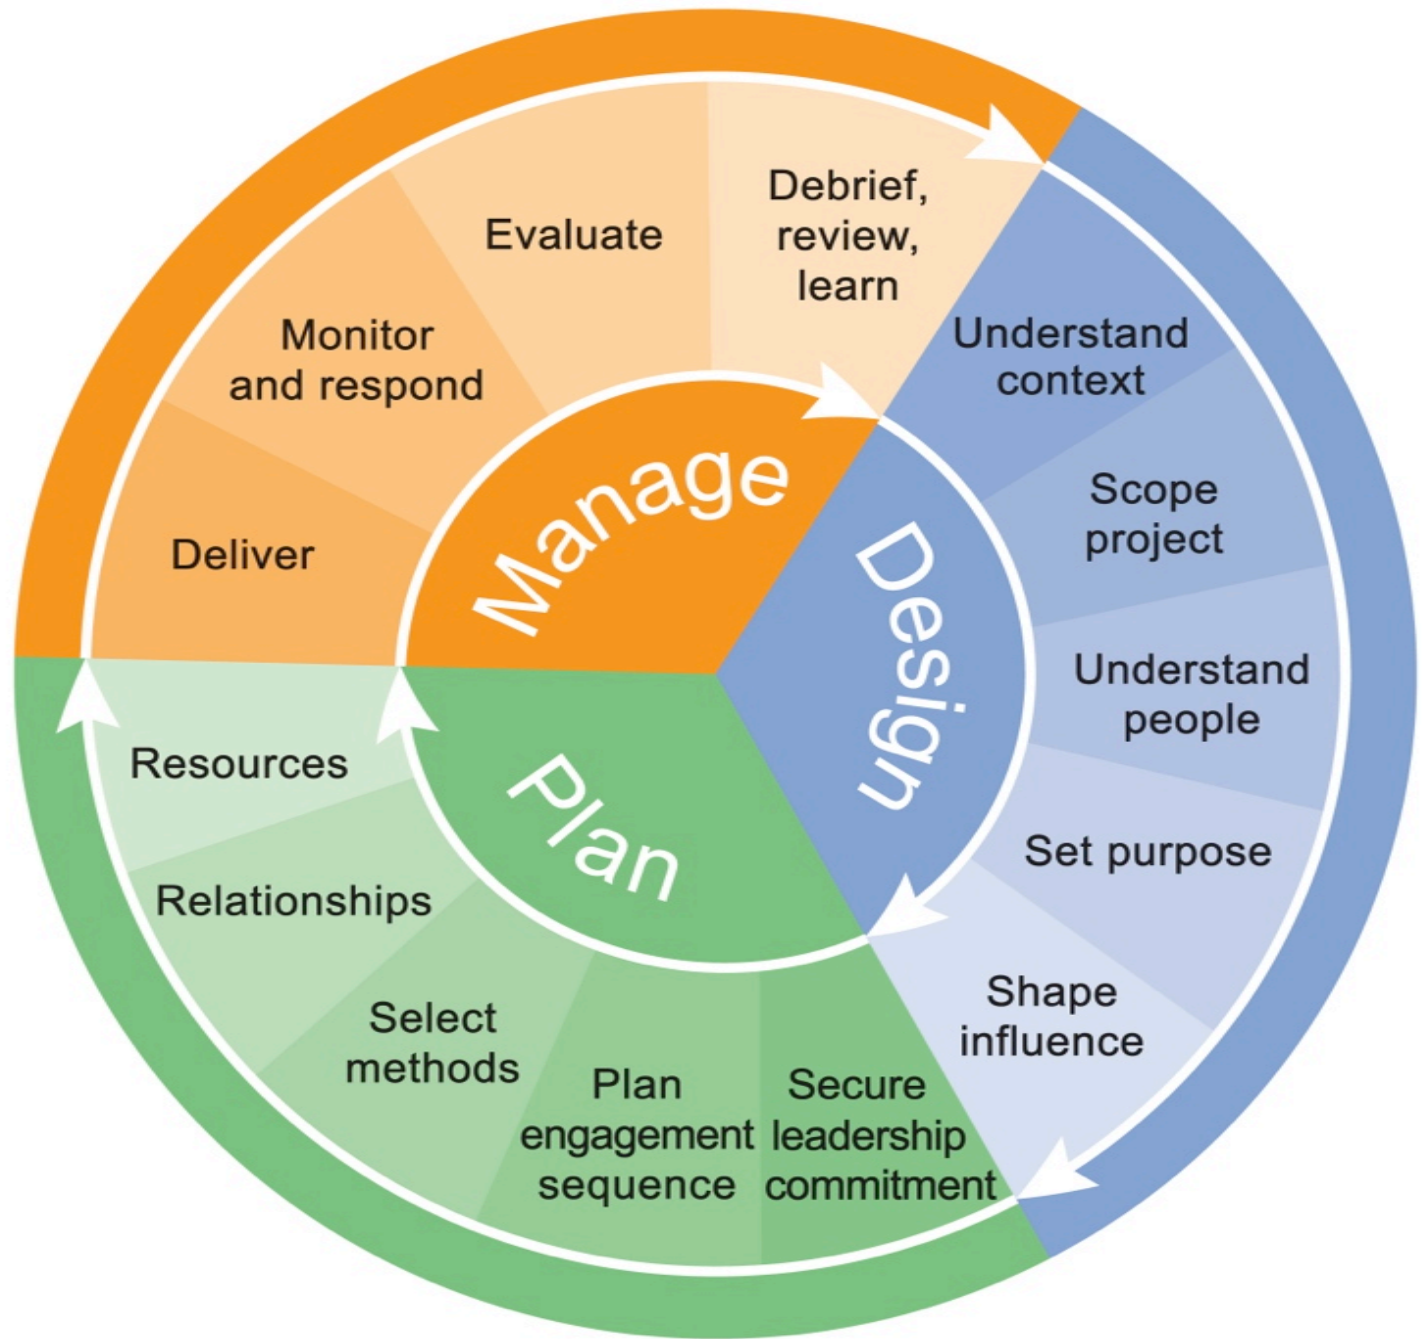 Manage
Design
Plan
Understand
context
Scope
project
Understand
people
Set purpose
Shape
influence
Secure
leadership
commitment
Plan
engagement
sequence
Select
methods
Relationships
Resources
Deliver
Monitor
and respond
Evaluate
Debrief,
review,
learn